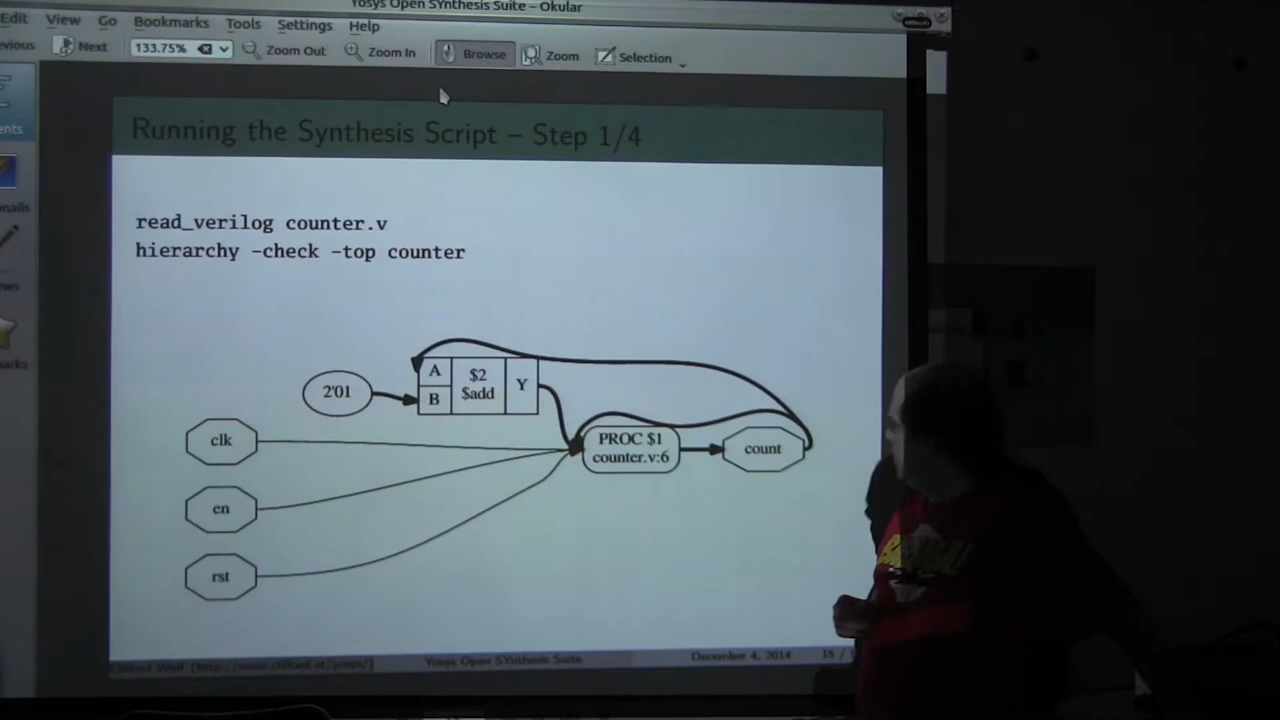 Yosys Open SYnthesis Suite – Okular
Edit View Go Bookmarks Tools Settings Help
Next 133.75% Zoom Out Zoom In Browse Zoom Selection
Running the Synthesis Script – Step 1/4
read_verilog counter.v
hierarchy -check -top counter
A
$2
Y
2'01
B
$add
clk
PROC $1
counter.v:6
count
en
rst
Yosys Open SYnthesis Suite
December 4, 2014